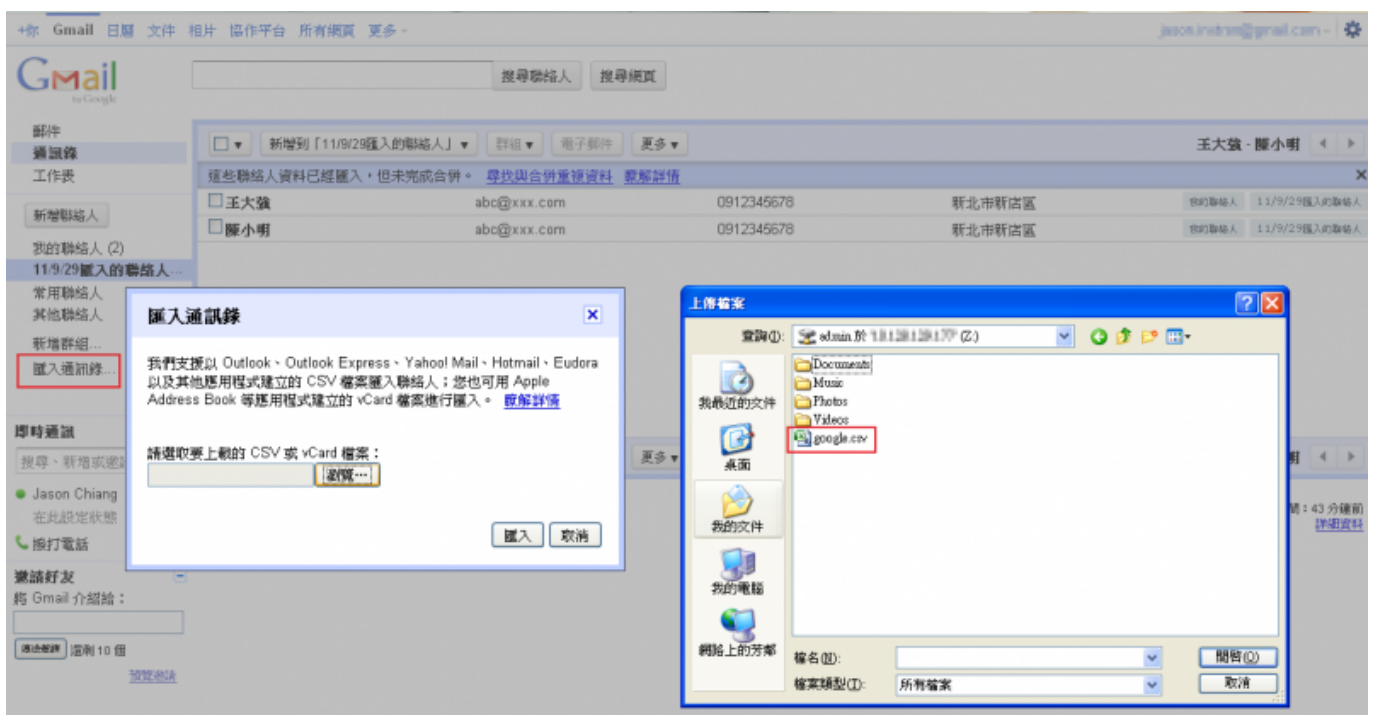 +你 Gmail 日曆 文件 相片 協作平台 所有網頁 更多
Gmail
by Google
搜尋聯絡人 搜尋網頁
郵件
通訊錄
工作表
新增聯絡人
我的聯絡人 (2)
11/9/29匯入的聯絡人...
常用聯絡人
其他聯絡人
新增群組...
匯入通訊錄...
即時通訊
搜尋、新增或邀
Jason Chiang
在此設定狀態
撥打電話
邀請好友
將 Gmail 介紹給：
還剩 10 個
預覽邀請
新增到「11/9/29匯入的聯絡人」 群組 電子郵件 更多
王大強 - 陳小明
這些聯絡人資料已經匯入，但未完成合併。 尋找與合併重複資料 瞭解詳情
王大強 abc@xxx.com 0912345678 新北市新店區 我的聯絡人 11/9/29匯入的聯絡人
陳小明 abc@xxx.com 0912345678 新北市新店區 我的聯絡人 11/9/29匯入的聯絡人
匯入通訊錄
我們支援以 Outlook、Outlook Express、Yahoo! Mail、Hotmail、Eudora
以及其他應用程式建立的 CSV 檔案匯入聯絡人；您也可用 Apple
Address Book 等應用程式建立的 vCard 檔案進行匯入。 瞭解詳情
請選取要上載的 CSV 或 vCard 檔案：
瀏覽...
匯入 取消
更多
明
：43 分鐘前
詳細資料
上傳檔案
查詢(I): admin 於 (Z:)
我最近的文件
桌面
我的文件
我的電腦
網路上的芳鄰
Documents
Music
Photos
Videos
google.csv
檔名(N): 開啓(O)
檔案類型(T): 所有檔案 取消